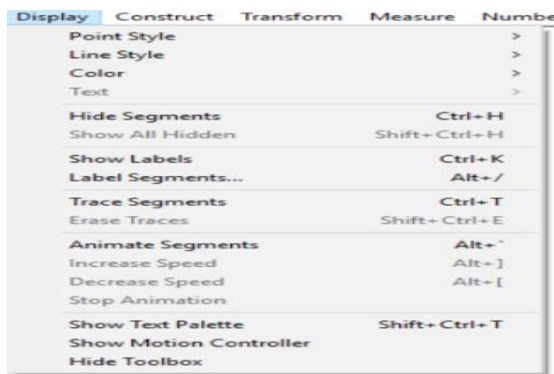 Display Construct Transform Measure Numbe
Point Style >
Line Style >
Color >
Text >
Hide Segments Ctrl+H
Show All Hidden Shift+Ctrl+H
Show Labels Ctrl+K
Label Segments... Alt+/
Trace Segments Ctrl+T
Erase Traces Shift+Ctrl+E
Animate Segments Alt+`
Increase Speed Alt+]
Decrease Speed Alt+[
Stop Animation
Show Text Palette Shift+Ctrl+T
Show Motion Controller
Hide Toolbox